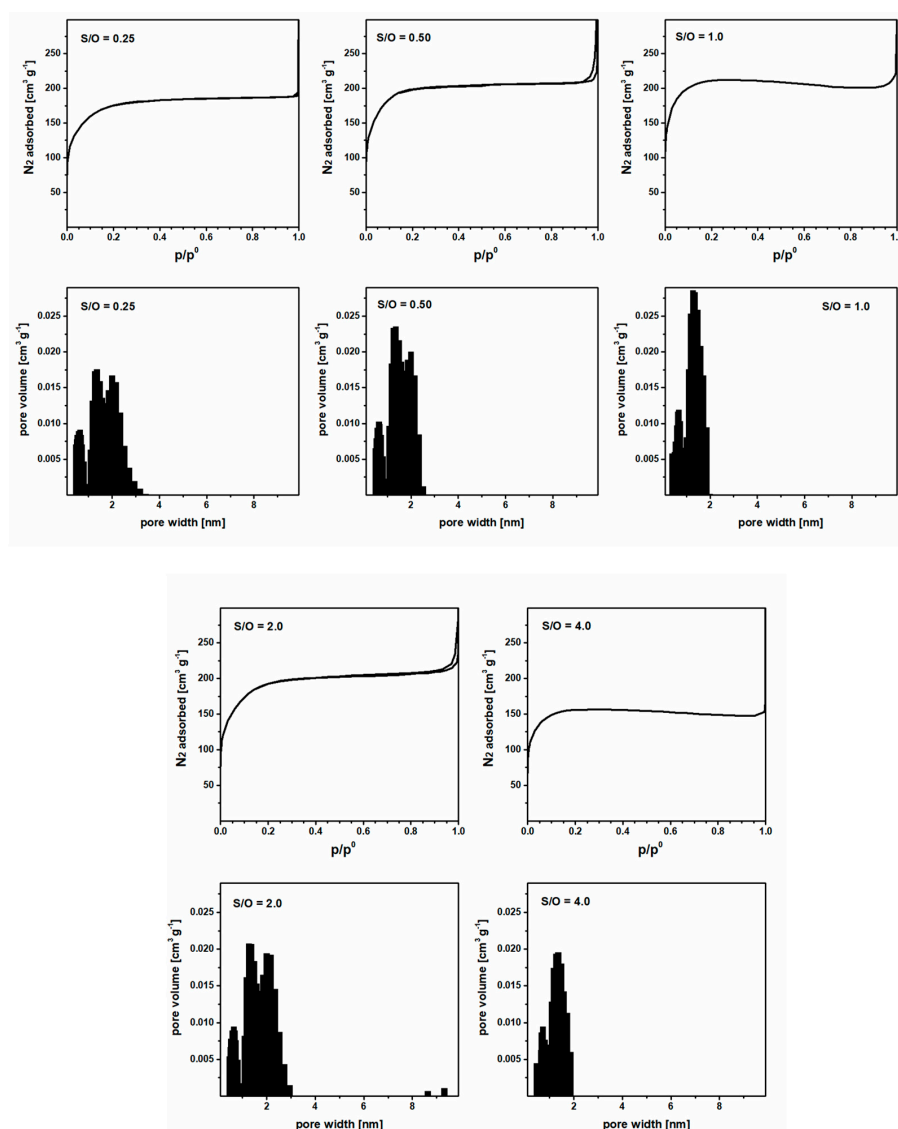 S/O = 0.25
N2 adsorbed [cm3 g-1]
250
200
150
100
50
0.0 0.2 0.4 0.6 0.8 1.0
p/p0
S/O = 0.50
N2 adsorbed [cm3 g-1]
250
200
150
100
50
0.0 0.2 0.4 0.6 0.8 1.0
p/p0
S/O = 1.0
N2 adsorbed [cm3 g-1]
250
200
150
100
50
0.0 0.2 0.4 0.6 0.8 1.0
p/p0
S/O = 0.25
pore volume [cm3 g-1]
0.025
0.020
0.015
0.010
0.005
2 4 6 8
pore width [nm]
S/O = 0.50
pore volume [cm3 g-1]
0.025
0.020
0.015
0.010
0.005
2 4 6 8
pore width [nm]
S/O = 1.0
pore volume [cm3 g-1]
0.025
0.020
0.015
0.010
0.005
2 4 6 8
pore width [nm]
S/O = 2.0
N2 adsorbed [cm3 g-1]
250
200
150
100
50
0.0 0.2 0.4 0.6 0.8 1.0
p/p0
S/O = 4.0
N2 adsorbed [cm3 g-1]
250
200
150
100
50
0.0 0.2 0.4 0.6 0.8 1.0
p/p0
S/O = 2.0
pore volume [cm3 g-1]
0.025
0.020
0.015
0.010
0.005
2 4 6 8
pore width [nm]
S/O = 4.0
pore volume [cm3 g-1]
0.025
0.020
0.015
0.010
0.005
2 4 6 8
pore width [nm]